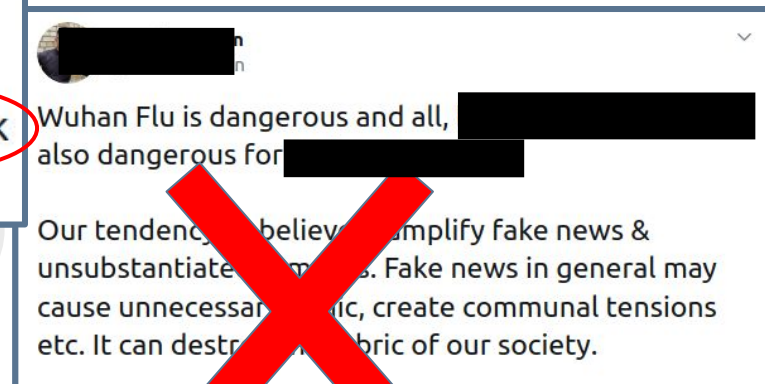 n
n
K
Wuhan Flu is dangerous and all,
also dangerous for
Our tendency believe amplify fake news &
unsubstantiate s. Fake news in general may
cause unnecessar ic, create communal tensions
etc. It can destr bric of our society.